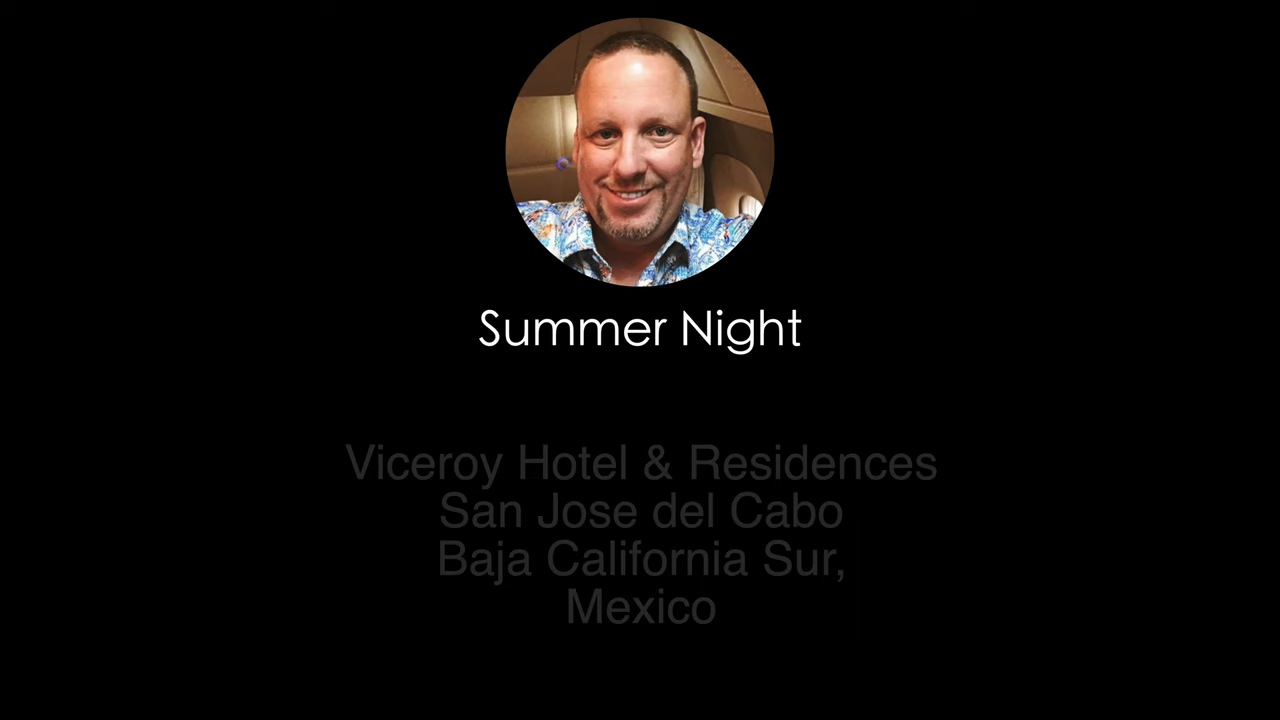 Summer Night
Viceroy Hotel & Residences
San Jose del Cabo
Baja California Sur,
Mexico